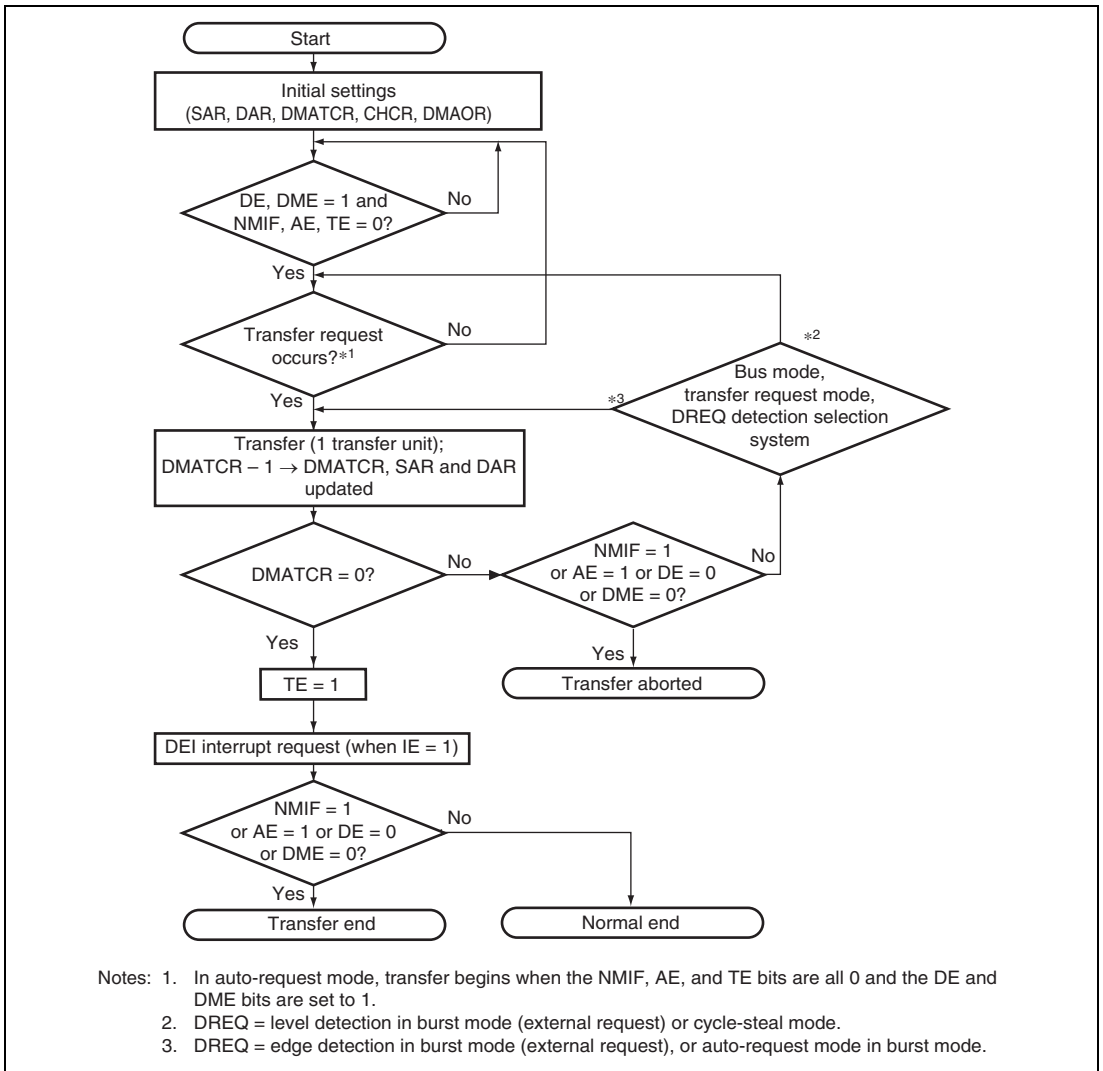 Start
Initial settings
(SAR, DAR, DMATCR, CHCR, DMAOR)
DE, DME = 1 and
NMIF, AE, TE = 0?
No
Yes
Transfer request
occurs?*1
No
Yes
*2
Bus mode,
transfer request mode,
DREQ detection selection
system
*3
Transfer (1 transfer unit);
DMATCR – 1 → DMATCR, SAR and DAR
updated
DMATCR = 0?
No
Yes
NMIF = 1
or AE = 1 or DE = 0
or DME = 0?
No
Yes
Transfer aborted
TE = 1
DEI interrupt request (when IE = 1)
NMIF = 1
or AE = 1 or DE = 0
or DME = 0?
No
Yes
Transfer end
Normal end
Notes: 1. In auto-request mode, transfer begins when the NMIF, AE, and TE bits are all 0 and the DE and
DME bits are set to 1.
2. DREQ = level detection in burst mode (external request) or cycle-steal mode.
3. DREQ = edge detection in burst mode (external request), or auto-request mode in burst mode.